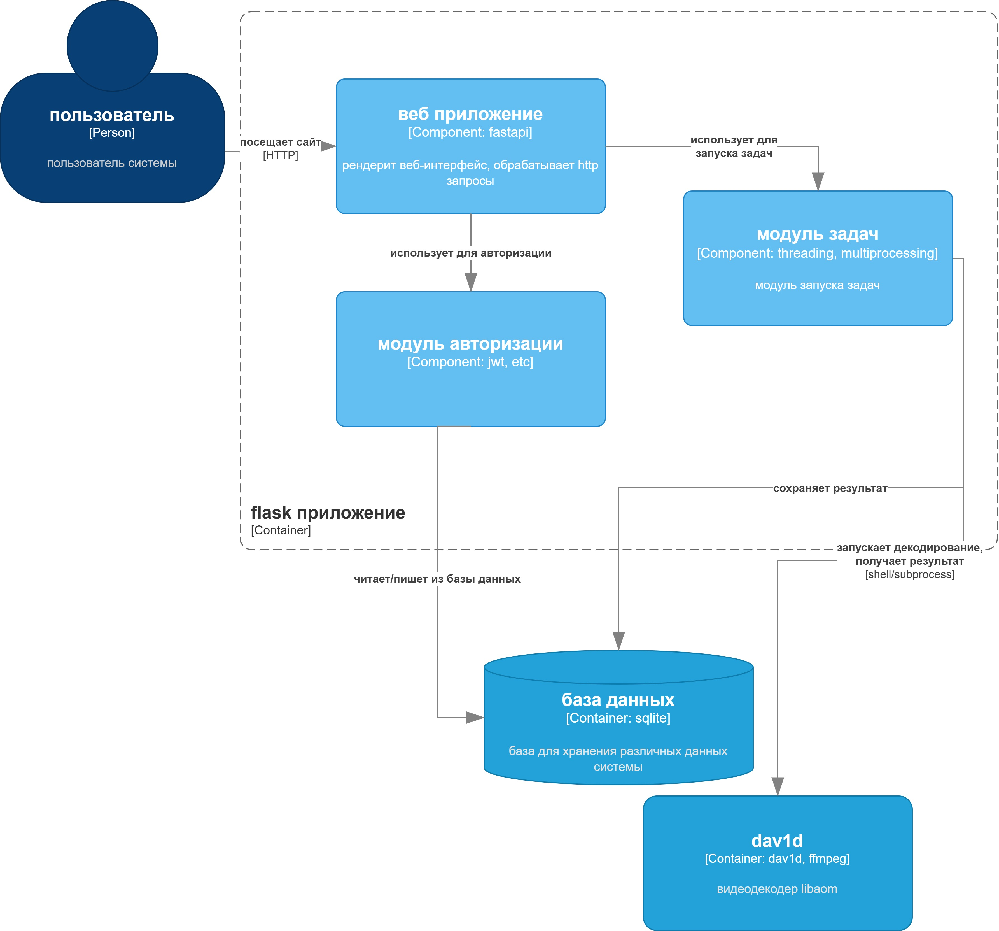 пользователь
[Person]
пользователь системы
посещает сайт
[HTTP]
веб приложение
[Component: fastapi]
рендерит веб-интерфейс, обрабатывает http
запросы
использует для
запуска задач
модуль задач
[Component: threading, multiprocessing]
модуль запуска задач
использует для авторизации
модуль авторизации
[Component: jwt, etc]
сохраняет результат
flask приложение
[Container]
запускает декодирование,
получает результат
[shell/subprocess]
читает/пишет из базы данных
база данных
[Container: sqlite]
база для хранения различных данных
системы
dav1d
[Container: dav1d, ffmpeg]
видеодекодер libaom